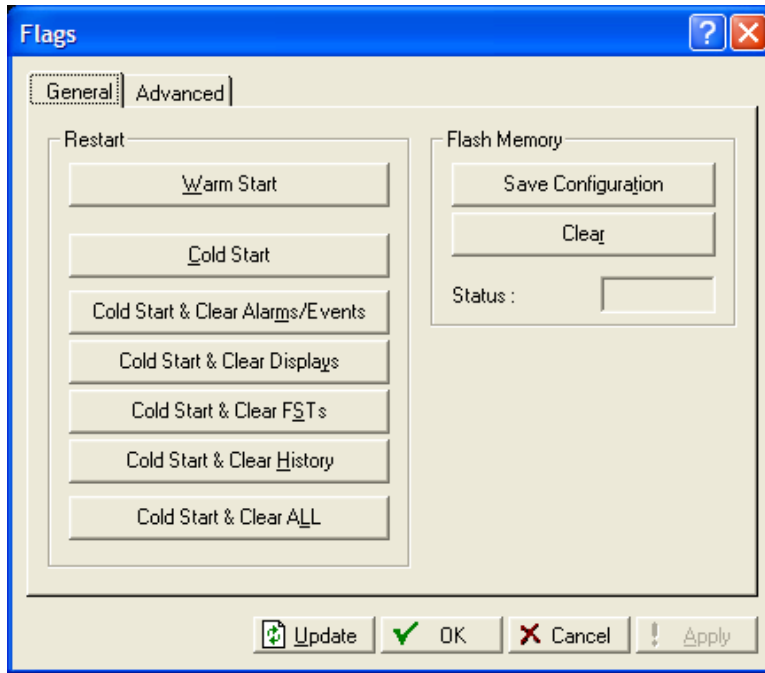 Flags
General
Advanced
Restart
Warm Start
Cold Start
Cold Start & Clear Alarms/Events
Cold Start & Clear Displays
Cold Start & Clear FSTs
Cold Start & Clear History
Cold Start & Clear ALL
Flash Memory
Save Configuration
Clear
Status :
Update
OK
Cancel
Apply